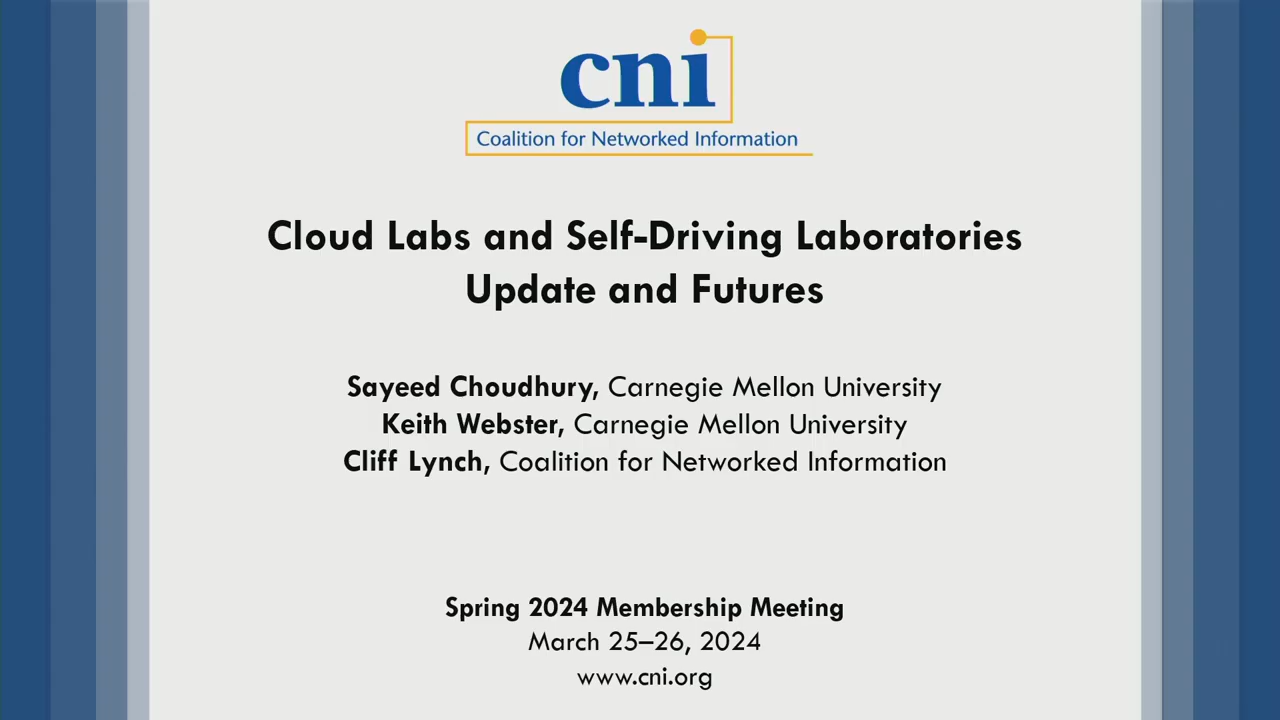 cni
Coalition for Networked Information
Cloud Labs and Self-Driving Laboratories
Update and Futures
Sayeed Choudhury, Carnegie Mellon University
Keith Webster, Carnegie Mellon University
Cliff Lynch, Coalition for Networked Information
Spring 2024 Membership Meeting
March 25–26, 2024
www.cni.org